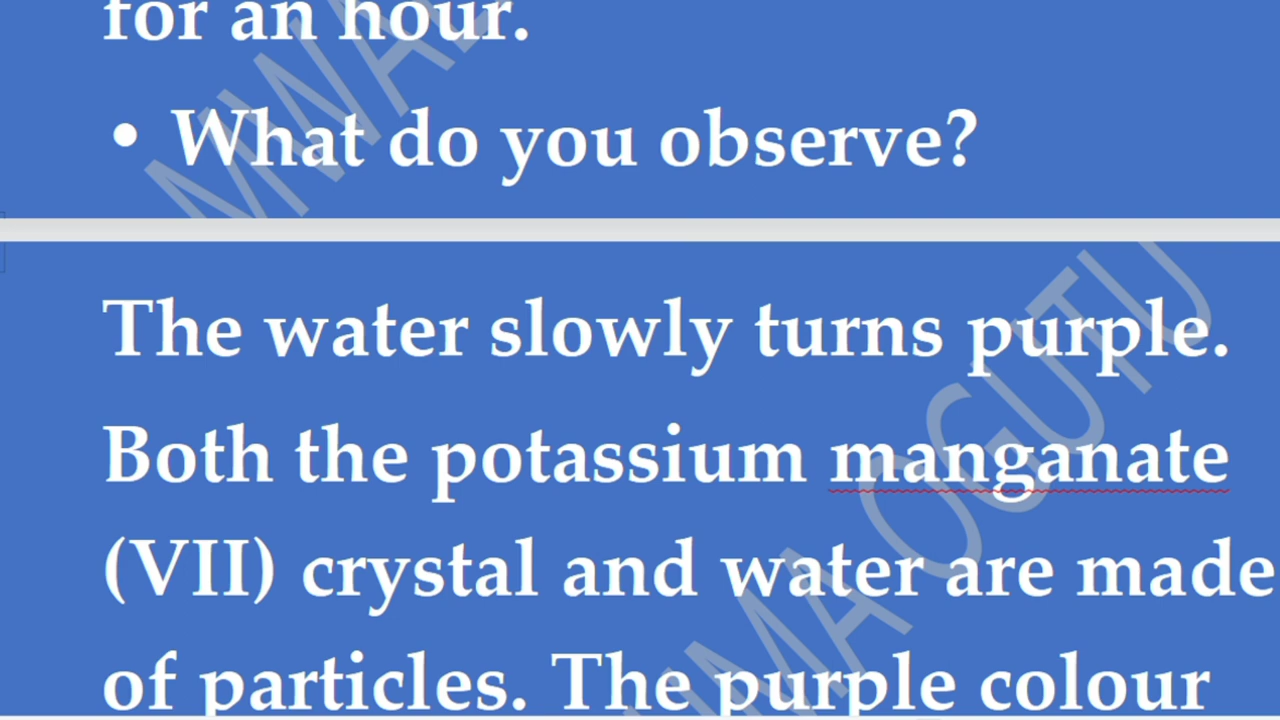 for an hour.
• What do you observe?
The water slowly turns purple.
Both the potassium manganate
(VII) crystal and water are made
of particles. The purple colour